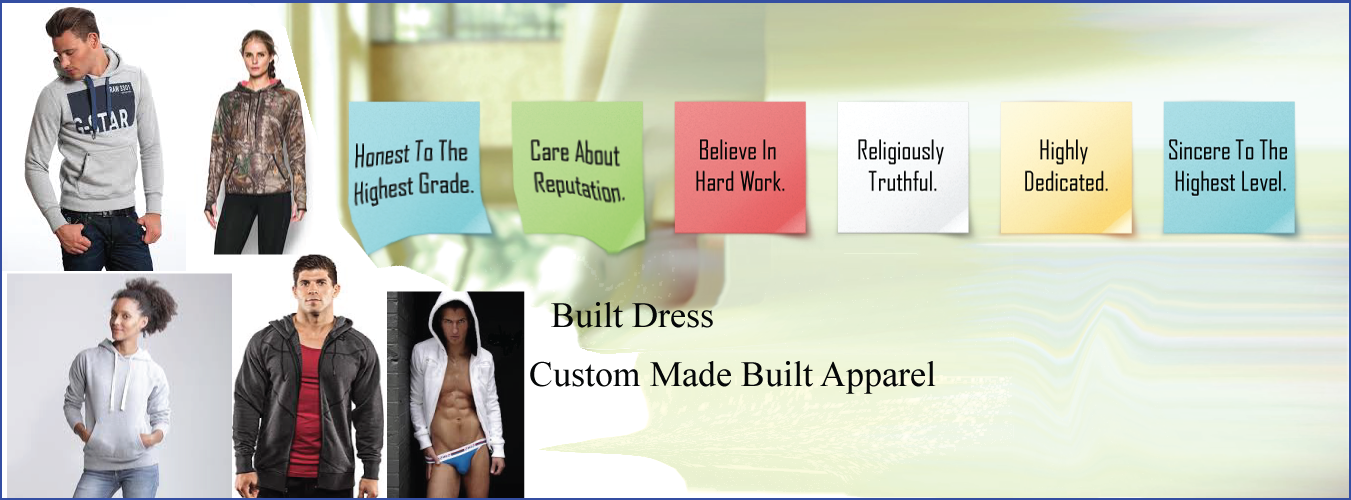 RAW 3301
G-STAR
Honest To The
Highest Grade.
Care About
Reputation.
Believe In
Hard Work.
Religiously
Truthful.
Highly
Dedicated.
Sincere To The
Highest Level.
Built Dress
Custom Made Built Apparel